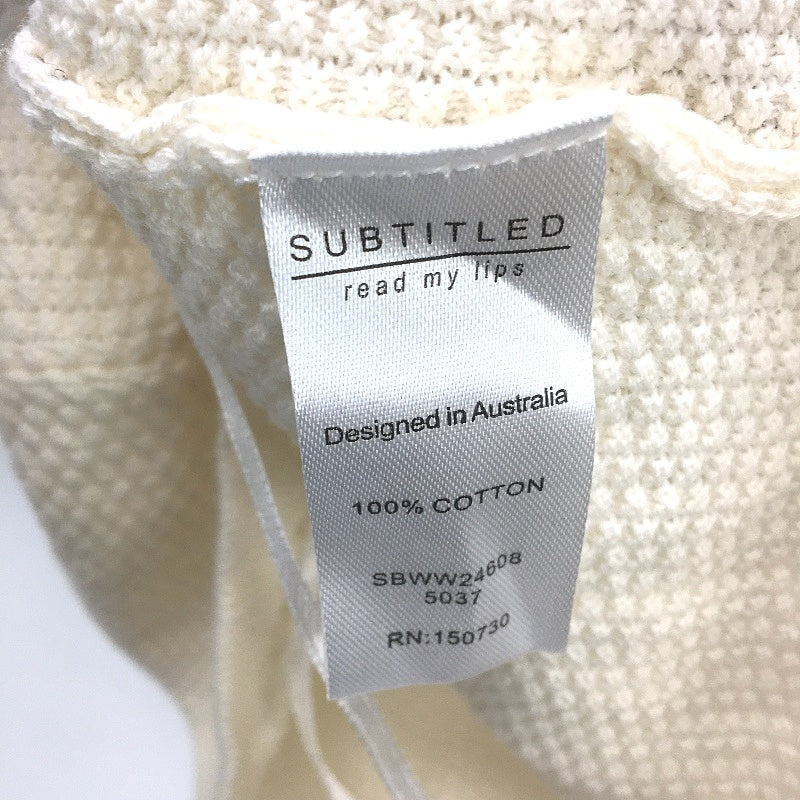 SUBTITLED
read my lips
Designed in Australia
100% COTTON
SBWW24608
5037
RN:150730